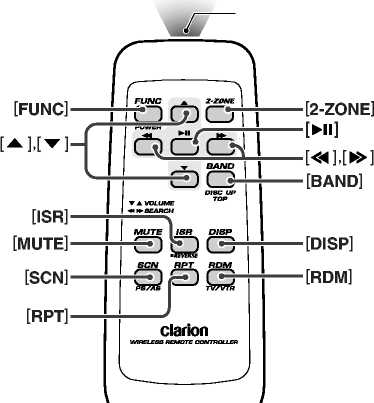 FUNC
2-ZONE
[FUNC]
[2-ZONE]
POWER
[▶II]
[▲],[▼]
[◀◀],[▶▶]
BAND
[BAND]
DISC UP
TOP
▼▲VOLUME
◀◀ ▶▶SEARCH
[ISR]
MUTE
ISR
DISP
[MUTE]
[DISP]
SCN
RPT
RDM
[SCN]
[RDM]
PS/AS
TV/VTR
[RPT]
clarion
WIRELESS REMOTE CONTROLLER